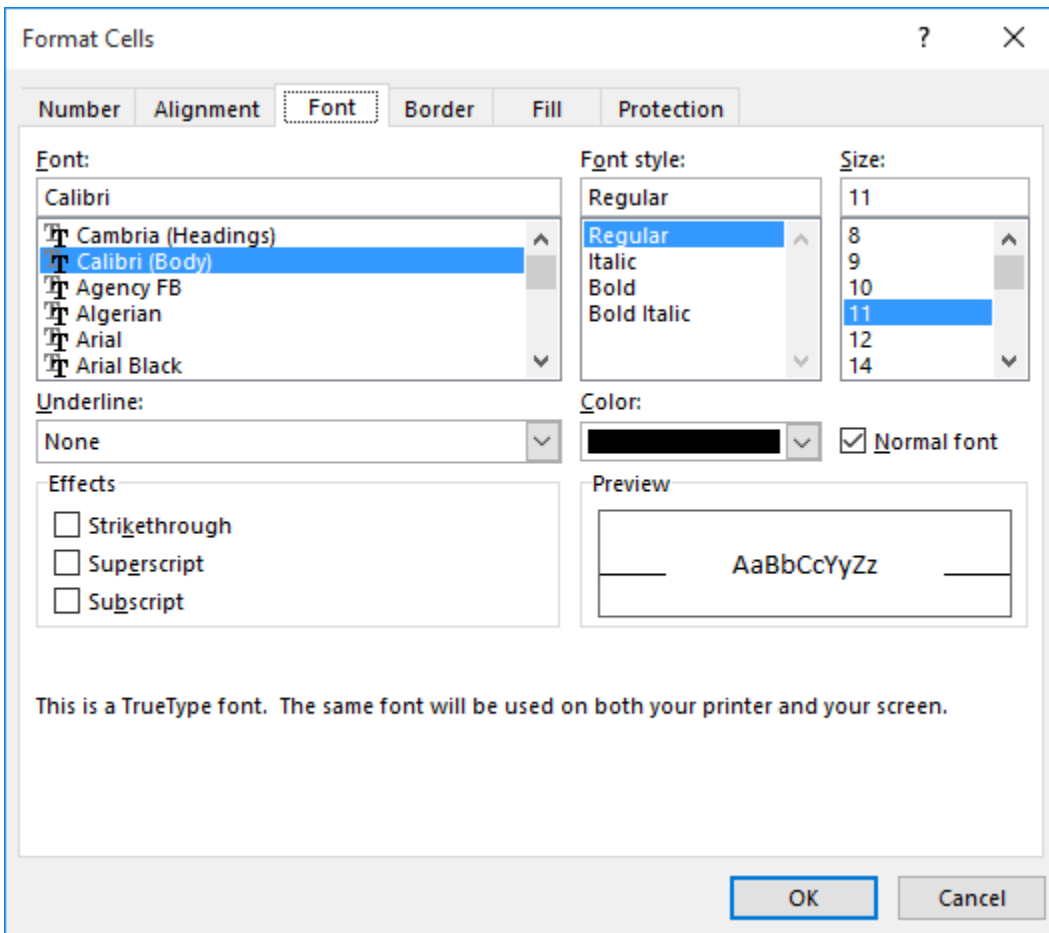 Format Cells ?
Number Alignment Font Border Fill Protection
Font: Font style: Size:
Calibri Regular 11
Cambria (Headings) Regular 8
Calibri (Body) Italic 9
Agency FB Bold 10
Algerian Bold Italic 11
Arial 12
Arial Black 14
Underline: Color:
None Normal font
Effects Preview
Strikethrough
Superscript AaBbCcYyZz
Subscript
This is a TrueType font.  The same font will be used on both your printer and your screen.
OK Cancel